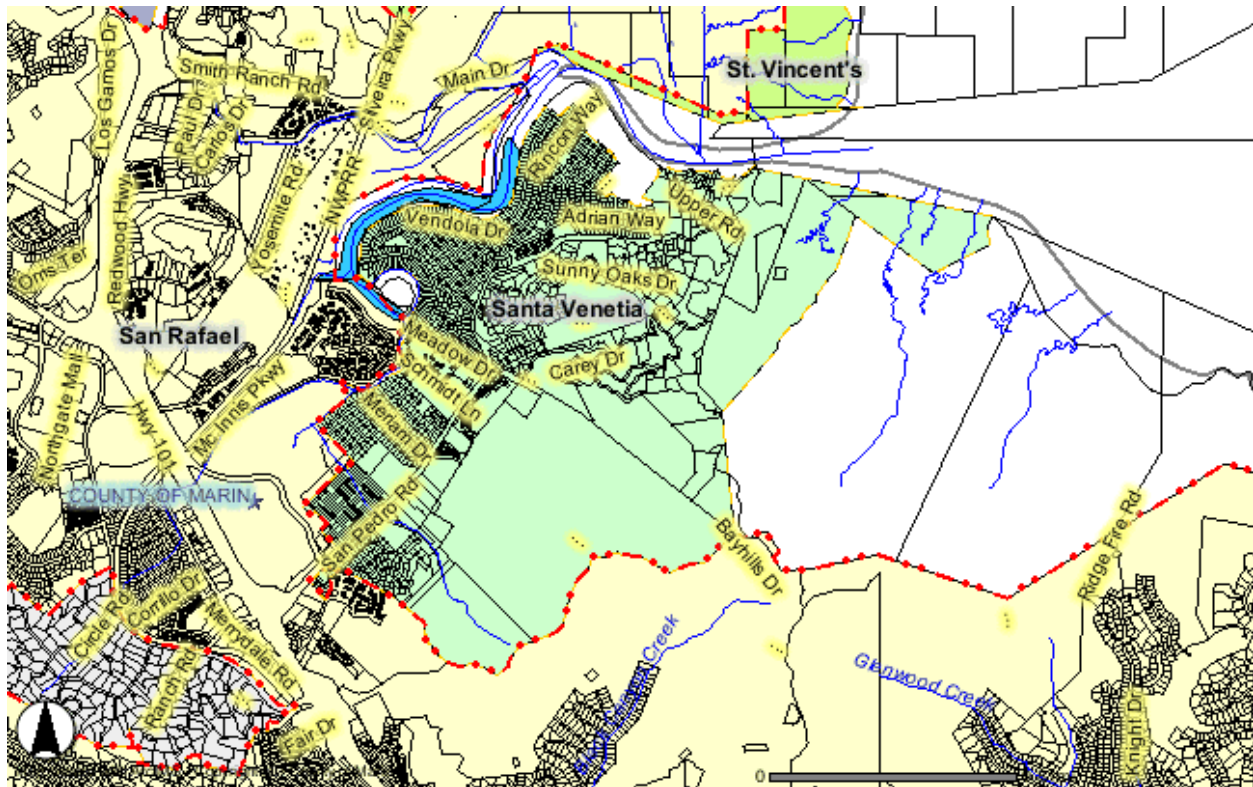 Los Gamos Dr
Smith Ranch Rd
Silveira Pkwy
Main Dr
St. Vincent's
Paul Dr
Carlos Dr
Rincon Way
Redwood Hwy
Yosemite Rd
NWPRR
Vendola Dr
Adrian Way
Upper Rd
Oms Ter
Sunny Oaks Dr
Santa Venetia
San Rafael
Meadow Dr
Schmidt Ln
Carey Dr
Northgate Mall
Hwy 101
Mc Innis Pkwy
Meriam Dr
COUNTY OF MARIN
San Pedro Rd
Bayhills Dr
Ridge Fire Rd
Circle Rd
Corrillo Dr
Merrydale Rd
Ranch Rd
Creek
Glenwood Creek
Fair Dr
Knight Dr
0